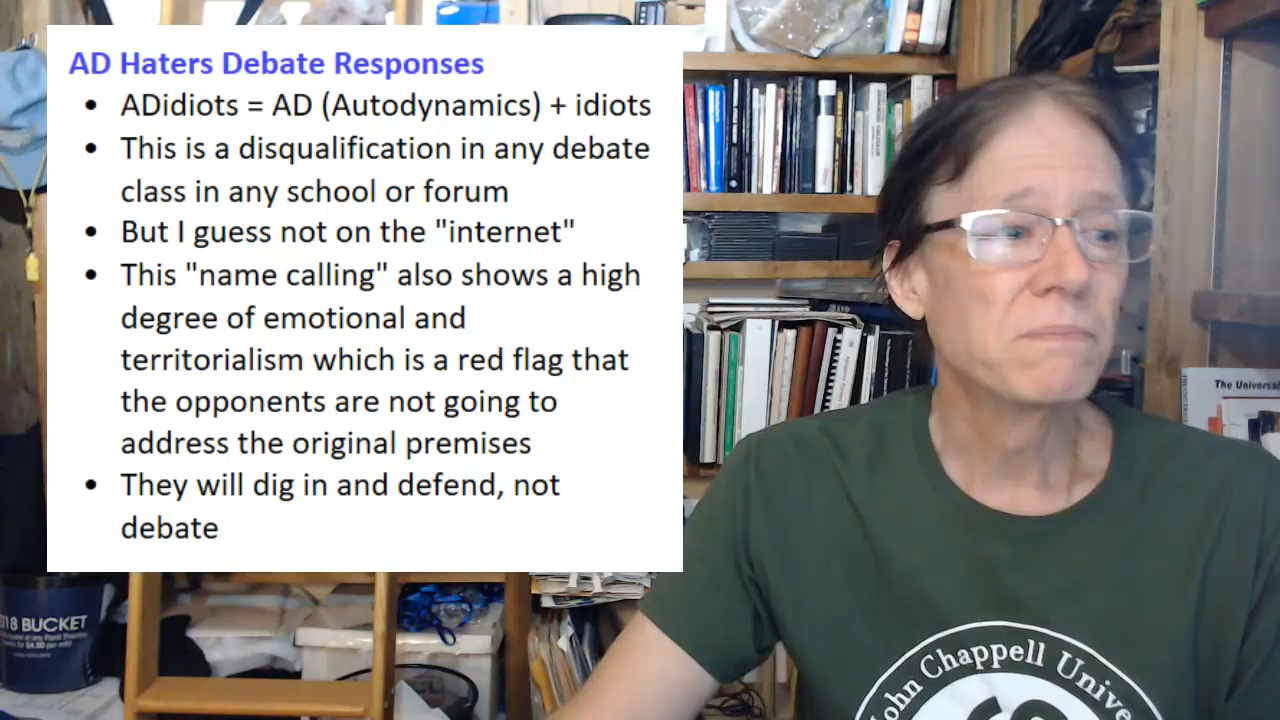 AD Haters Debate Responses
• ADidiots = AD (Autodynamics) + idiots
• This is a disqualification in any debate
class in any school or forum
• But I guess not on the "internet"
• This "name calling" also shows a high
degree of emotional and
territorialism which is a red flag that
the opponents are not going to
address the original premises
• They will dig in and defend, not
debate
The Universal
018 BUCKET
John Chappell Unive